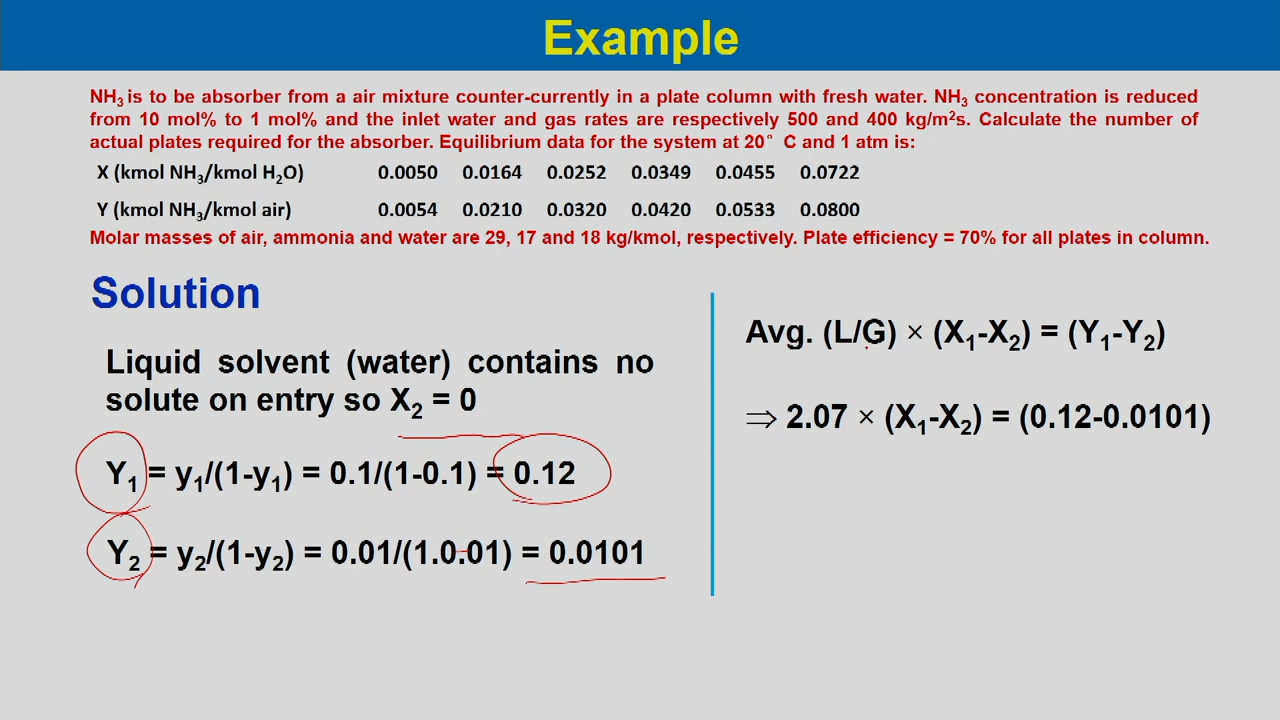 Example
NH3 is to be absorber from a air mixture counter-currently in a plate column with fresh water. NH3 concentration is reduced
from 10 mol% to 1 mol% and the inlet water and gas rates are respectively 500 and 400 kg/m²s. Calculate the number of
actual plates required for the absorber. Equilibrium data for the system at 20° C and 1 atm is:
X (kmol NH3/kmol H2O) 0.0050 0.0164 0.0252 0.0349 0.0455 0.0722
Y (kmol NH3/kmol air) 0.0054 0.0210 0.0320 0.0420 0.0533 0.0800
Molar masses of air, ammonia and water are 29, 17 and 18 kg/kmol, respectively. Plate efficiency = 70% for all plates in column.
Solution
Liquid solvent (water) contains no
solute on entry so X2 = 0
Y1 = y1/(1-y1) = 0.1/(1-0.1) = 0.12
Y2 = y2/(1-y2) = 0.01/(1.0.01) = 0.0101
Avg. (L/G) × (X1-X2) = (Y1-Y2)
⇒ 2.07 × (X1-X2) = (0.12-0.0101)